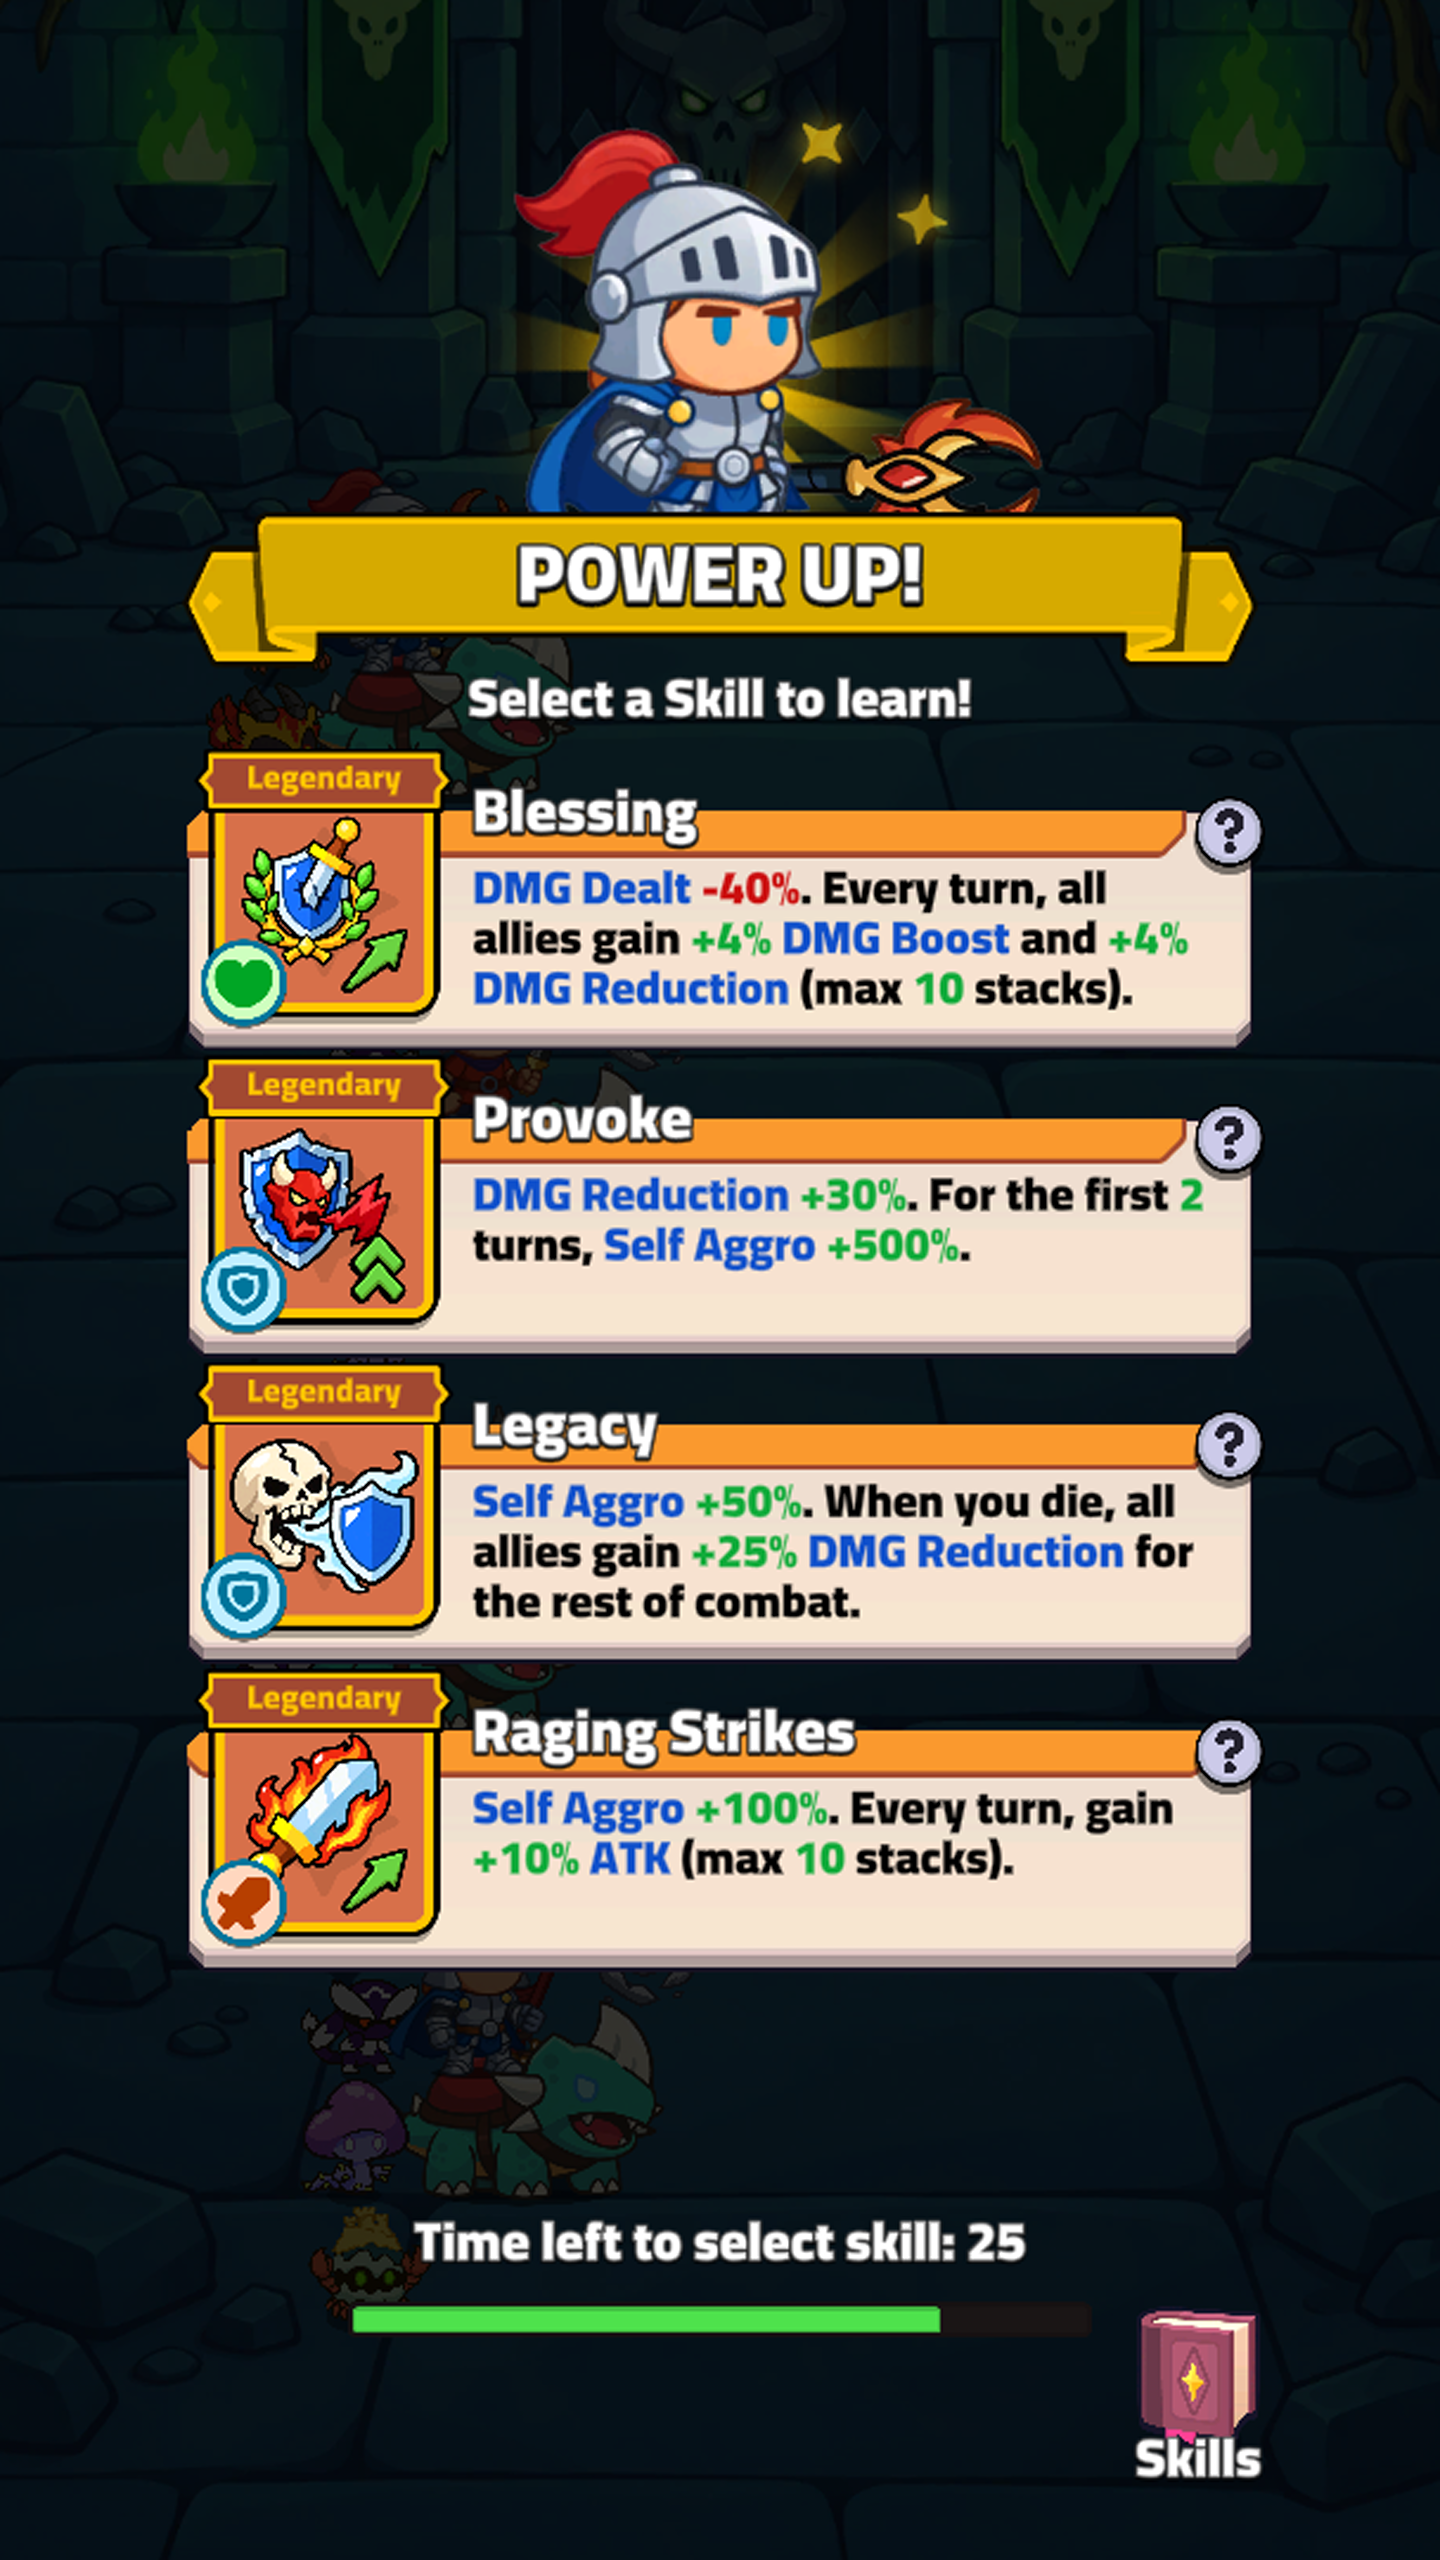 POWER UP!
Select a Skill to learn!
Legendary
Blessing
?
DMG Dealt -40%. Every turn, all
allies gain +4% DMG Boost and +4%
DMG Reduction (max 10 stacks).
Legendary
Provoke
?
DMG Reduction +30%. For the first 2
turns, Self Aggro +500%.
Legendary
Legacy
?
Self Aggro +50%. When you die, all
allies gain +25% DMG Reduction for
the rest of combat.
Legendary
Raging Strikes
?
Self Aggro +100%. Every turn, gain
+10% ATK (max 10 stacks).
Time left to select skill: 25
Skills